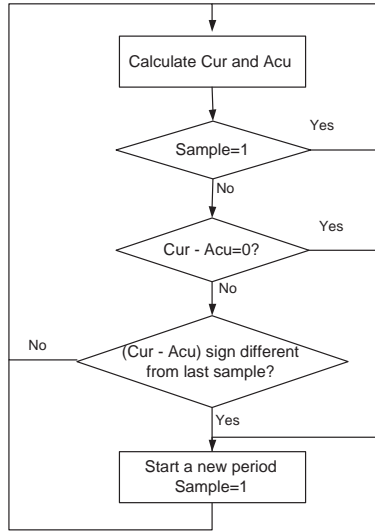 Calculate Cur and Acu
Yes
Sample=1
No
Yes
Cur - Acu=0?
No
No
(Cur - Acu) sign different
from last sample?
Yes
Start a new period
Sample=1